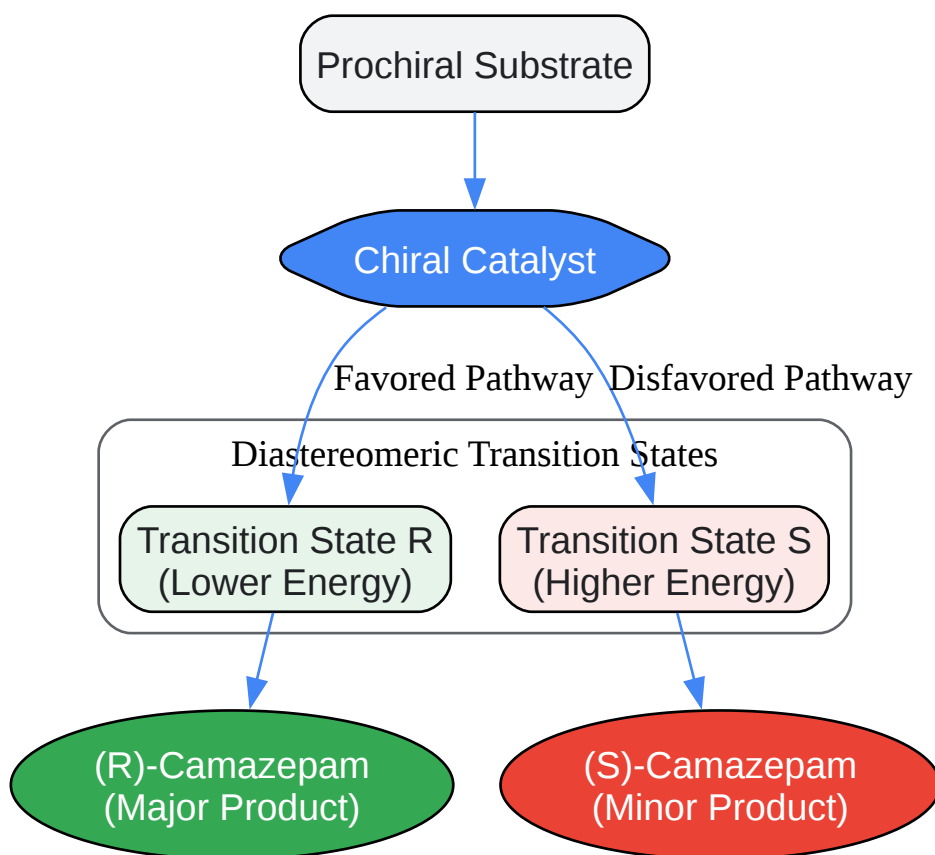 Prochiral Substrate
Chiral Catalyst
Favored Pathway
Disfavored Pathway
Diastereomeric Transition States
Transition State R
(Lower Energy)
Transition State S
(Higher Energy)
(R)-Camazepam
(Major Product)
(S)-Camazepam
(Minor Product)